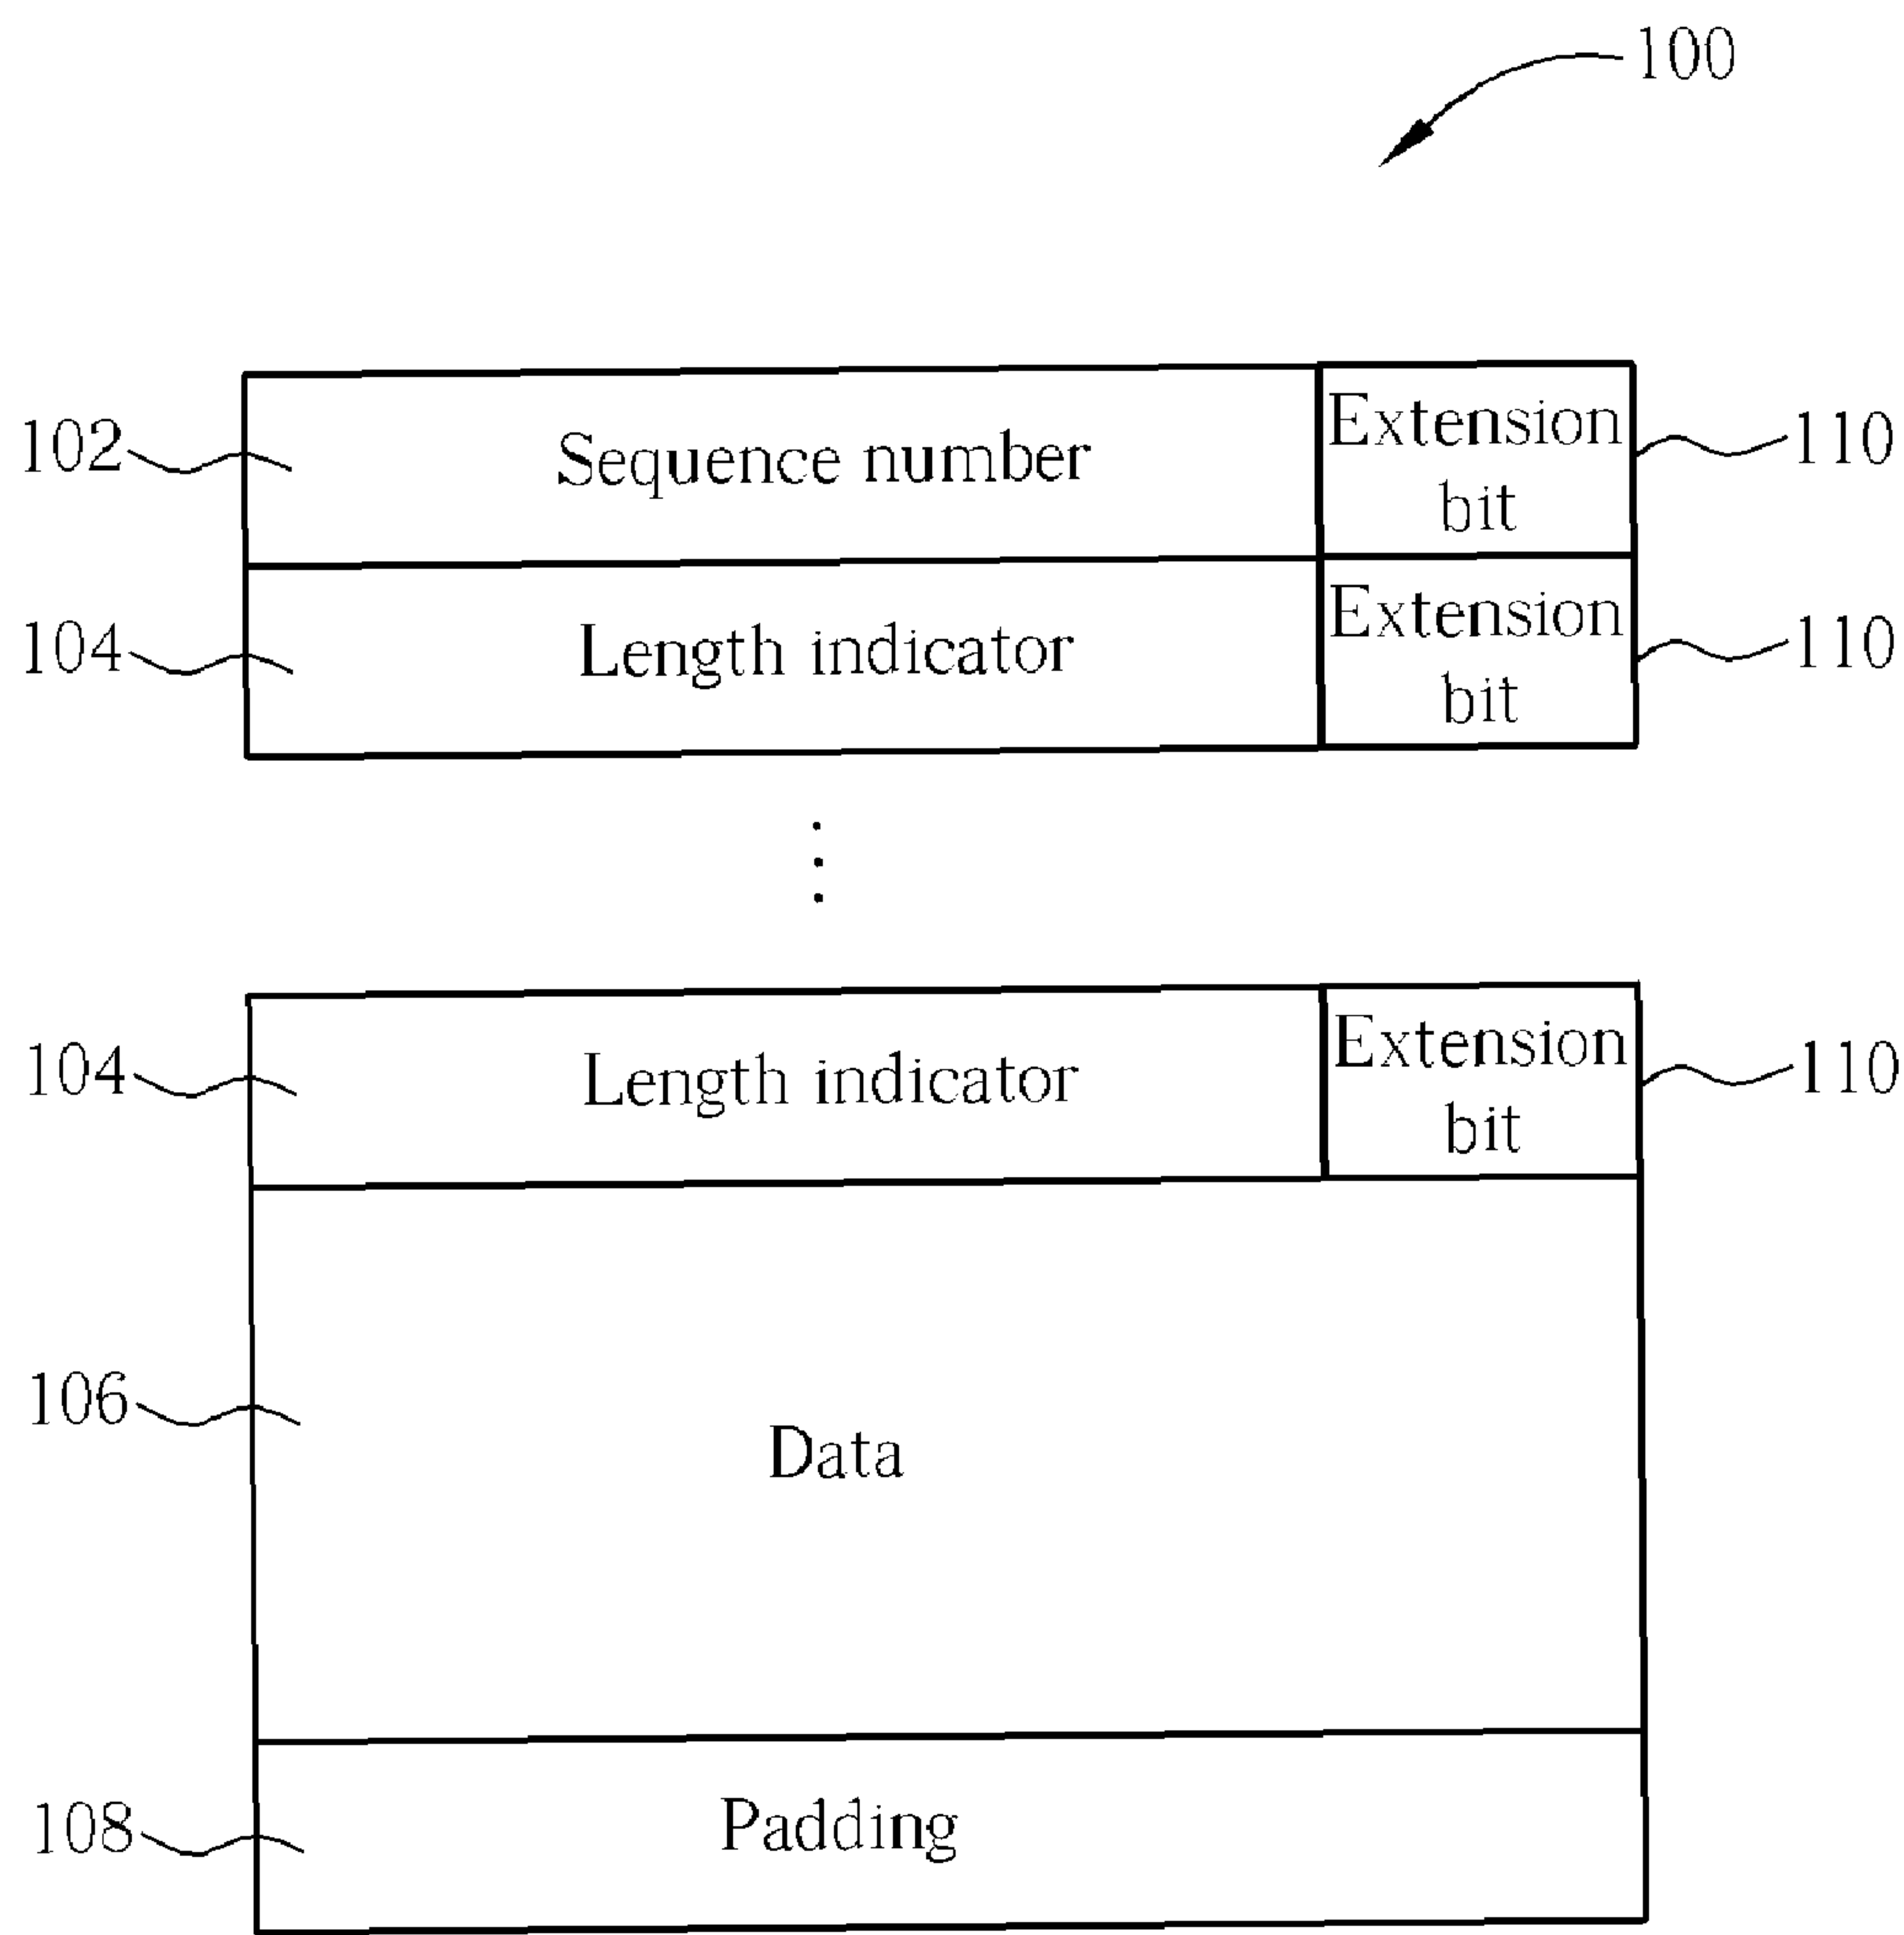 100
102 Sequence number Extension bit 110
104 Length indicator Extension bit 110
104 Length indicator Extension bit 110
106 Data
108 Padding